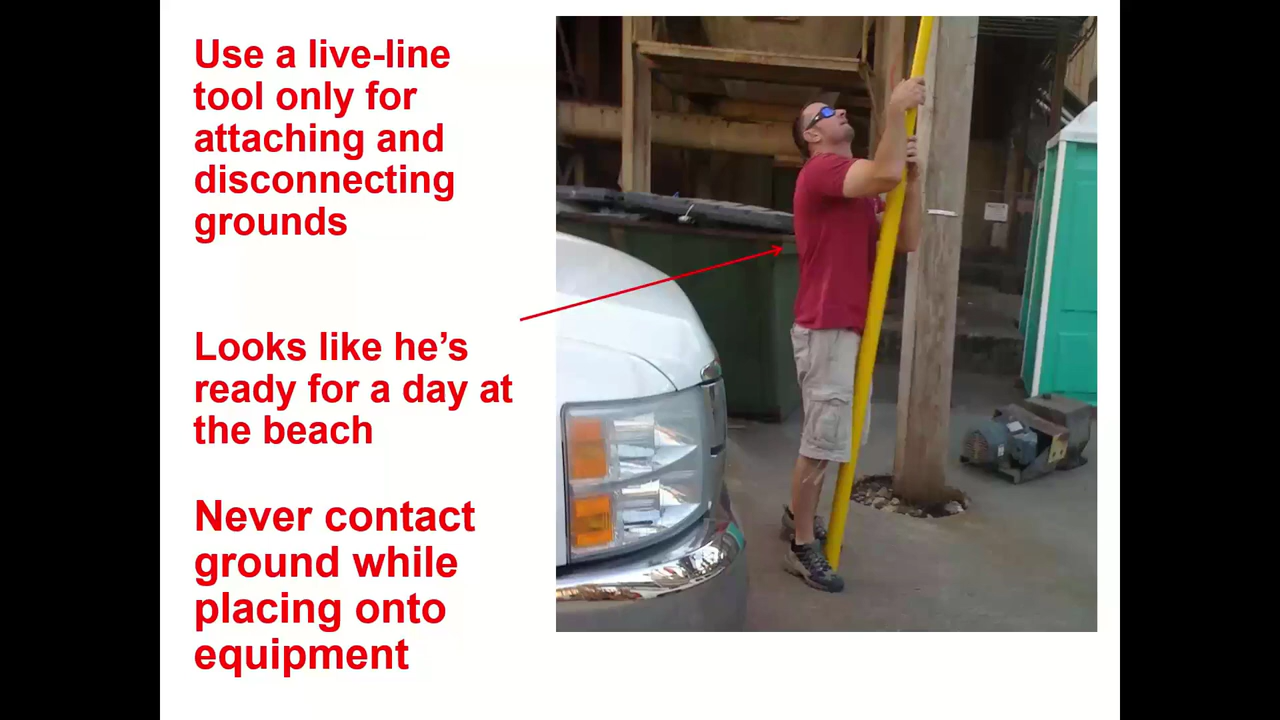 Use a live-line
tool only for
attaching and
disconnecting
grounds
Looks like he’s
ready for a day at
the beach
Never contact
ground while
placing onto
equipment